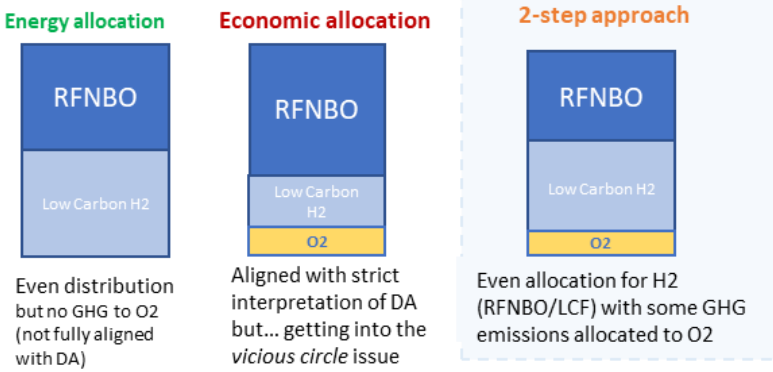 Energy allocation
RFNBO
Low Carbon H2
Even distribution
but no GHG to O2
(not fully aligned
with DA)
Economic allocation
RFNBO
Low Carbon
H2
O2
Aligned with strict
interpretation of DA
but... getting into the
vicious circle issue
2-step approach
RFNBO
Low Carbon H2
O2
Even allocation for H2
(RFNBO/LCF) with some GHG
emissions allocated to O2